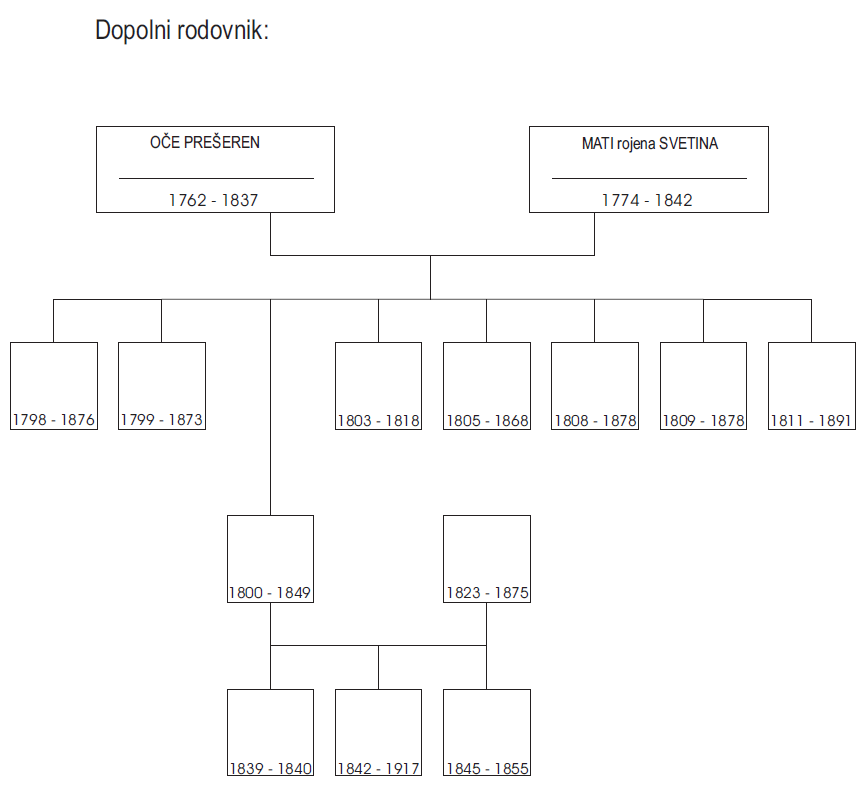 Dopolni rodovnik:
OČE PREŠEREN
1762 - 1837
MATI rojena SVETINA
1774 - 1842
1798 - 1876
1799 - 1873
1803 - 1818
1805 - 1868
1808 - 1878
1809 - 1878
1811 - 1891
1800 - 1849
1823 - 1875
1839 - 1840
1842 - 1917
1845 - 1855